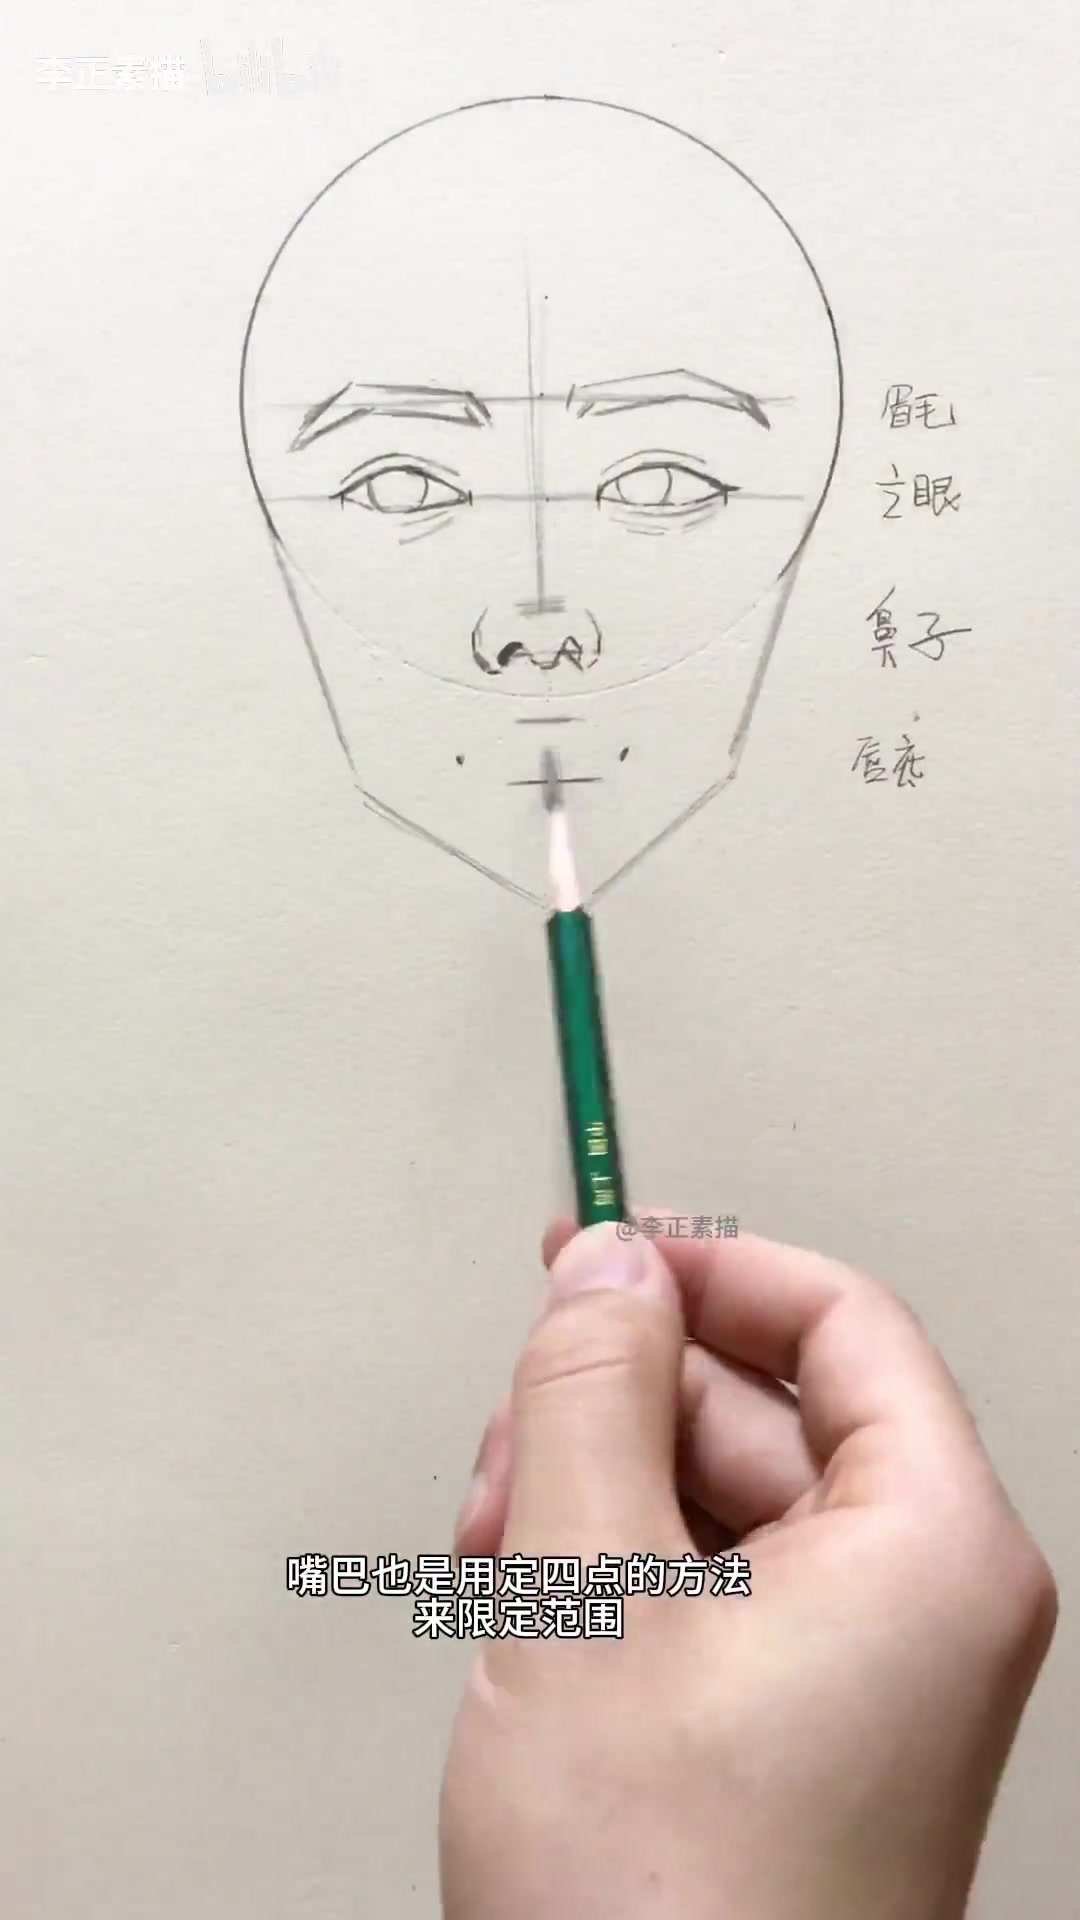 李正素描 bilibili
眉毛
眼
鼻子
唇底
@李正素描
嘴巴也是用定四点的方法
来限定范围